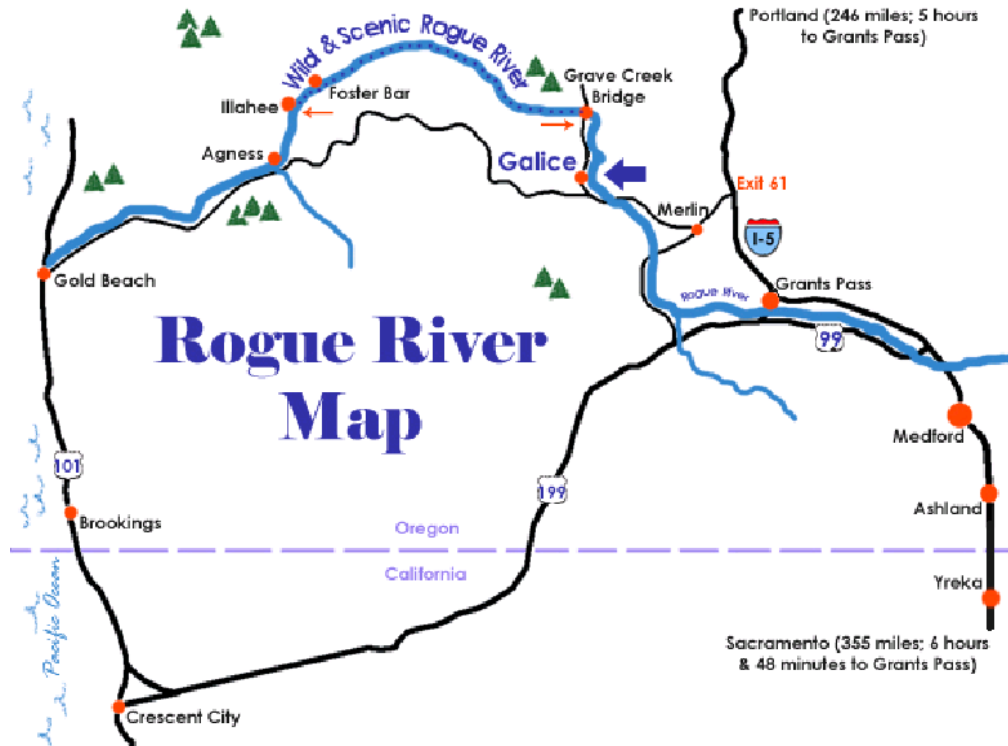 Portland (246 miles; 5 hours
to Grants Pass)
Wild & Scenic Rogue River
Grave Creek
Bridge
Foster Bar
Illahee
Agness
Galice
Exit 61
Merlin
I-5
Gold Beach
Grants Pass
Rogue River
Rogue River
Map
99
Medford
101
199
Ashland
Brookings
Oregon
California
Yreka
Pacific Ocean
Sacramento (355 miles; 6 hours
& 48 minutes to Grants Pass)
Crescent City